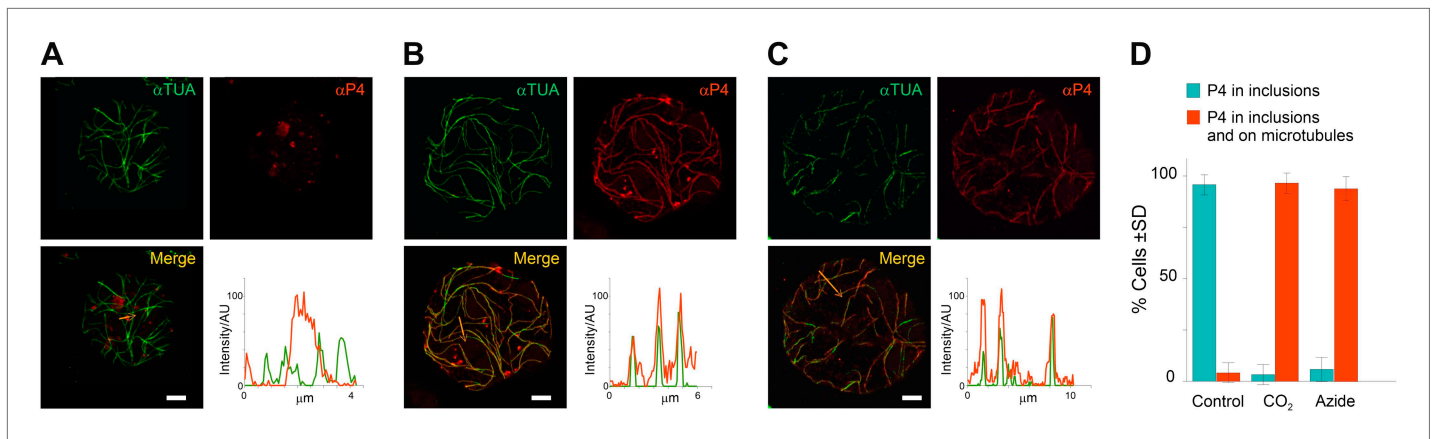 A
αTUA
αP4
Merge
Intensity/AU
100
0
0
4
μm
B
αTUA
αP4
Merge
Intensity/AU
100
0
0
6
μm
C
αTUA
αP4
Merge
Intensity/AU
100
0
0
10
μm
D
P4 in inclusions
P4 in inclusions
and on microtubules
% Cells ±SD
100
50
0
Control
CO₂
Azide